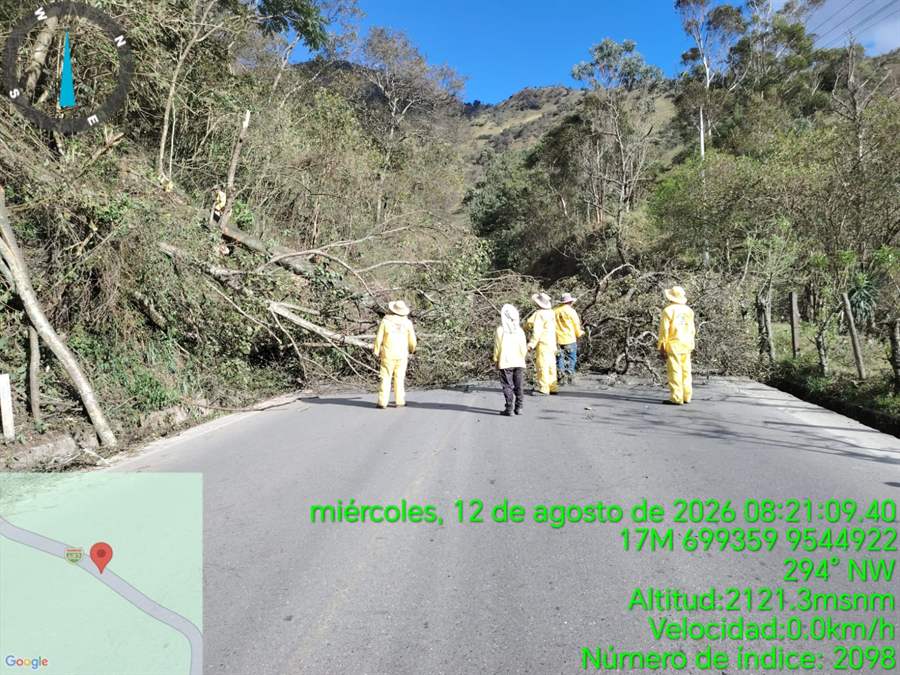 W
N
S
E
miércoles, 12 de agosto de 2026 08:21:09.40
17M 699359 9544922
294° NW
Altitud:2121.3msnm
Velocidad:0.0km/h
Número de índice: 2098
Google